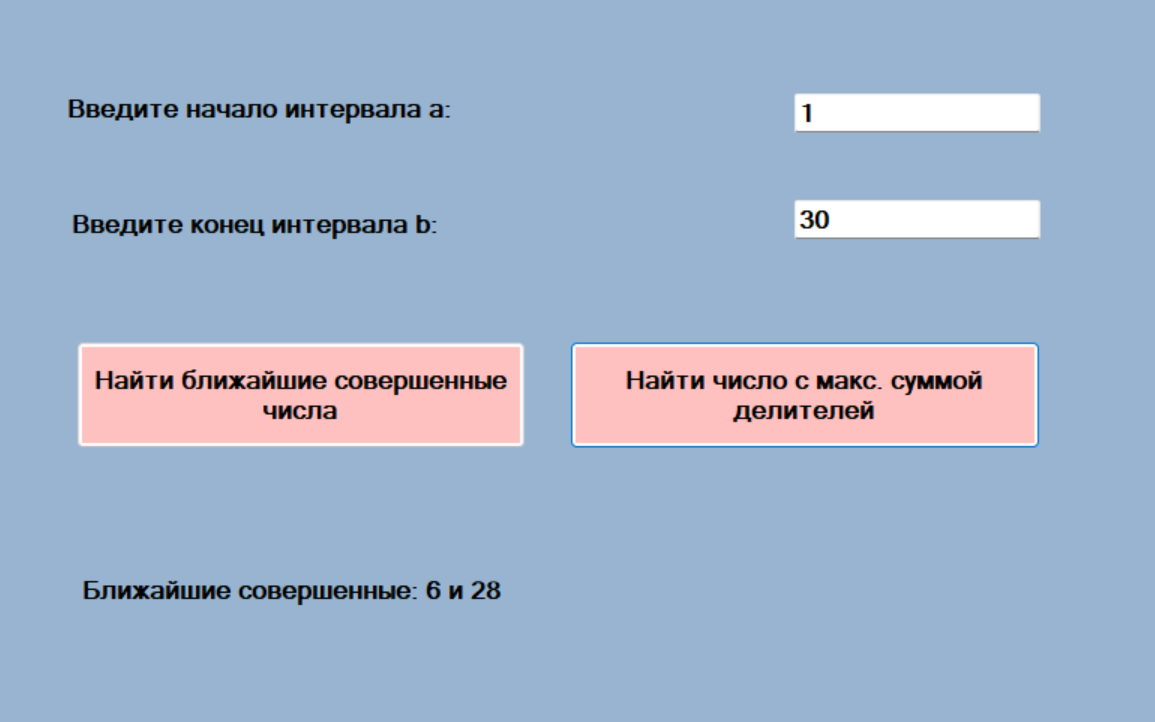 Введите начало интервала a:
1
Введите конец интервала b:
30
Найти ближайшие совершенные
числа
Найти число с макс. суммой
делителей
Ближайшие совершенные: 6 и 28